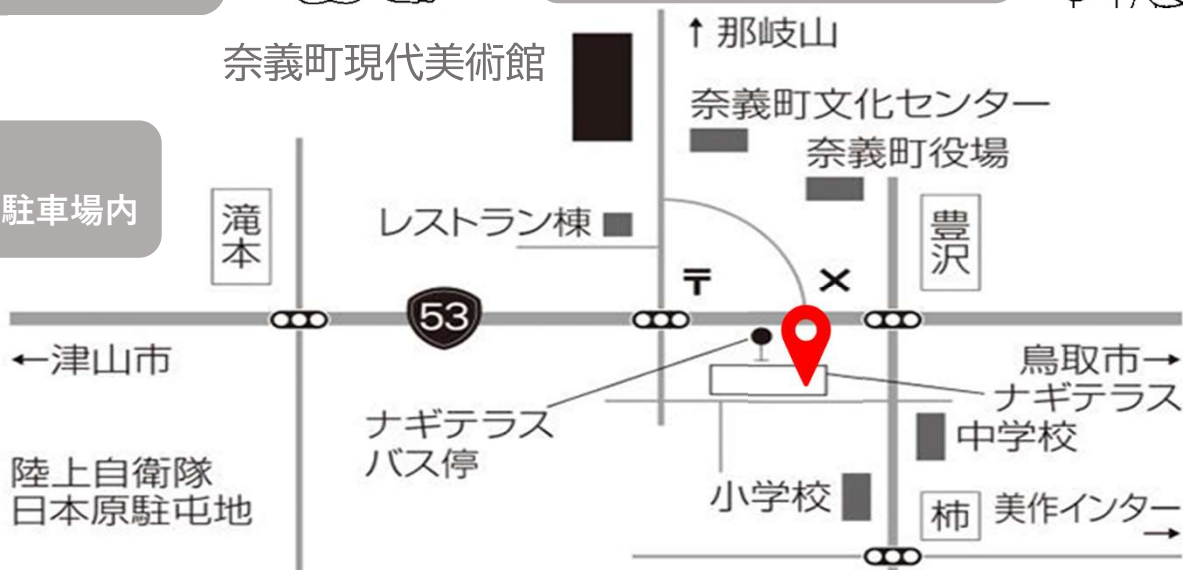 ↑那岐山
奈義町現代美術館
奈義町文化センター
奈義町役場
駐車場内
滝本
レストラン棟
豊沢
〒
53
←津山市
鳥取市→
ナギテラス
ナギテラス
バス停
中学校
陸上自衛隊
日本原駐屯地
小学校
柿
美作インター
→